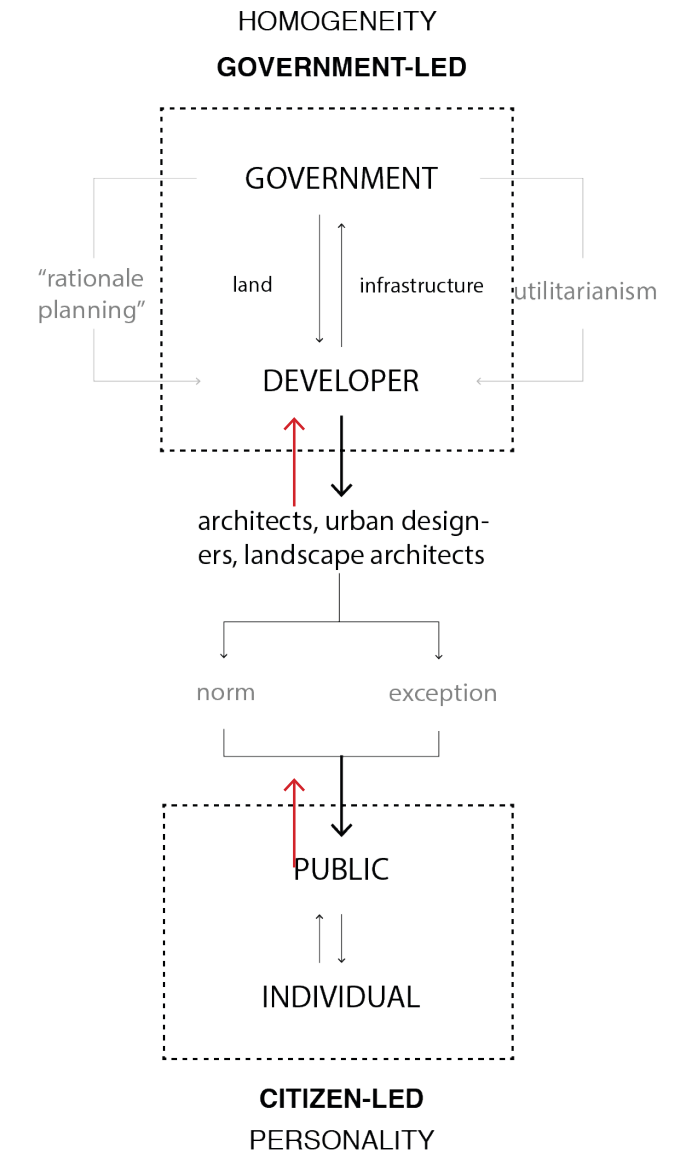 HOMOGENEITY
GOVERNMENT-LED
GOVERNMENT
“rationale
planning”
land
infrastructure
utilitarianism
DEVELOPER
architects, urban design-
ers, landscape architects
norm
exception
PUBLIC
INDIVIDUAL
CITIZEN-LED
PERSONALITY